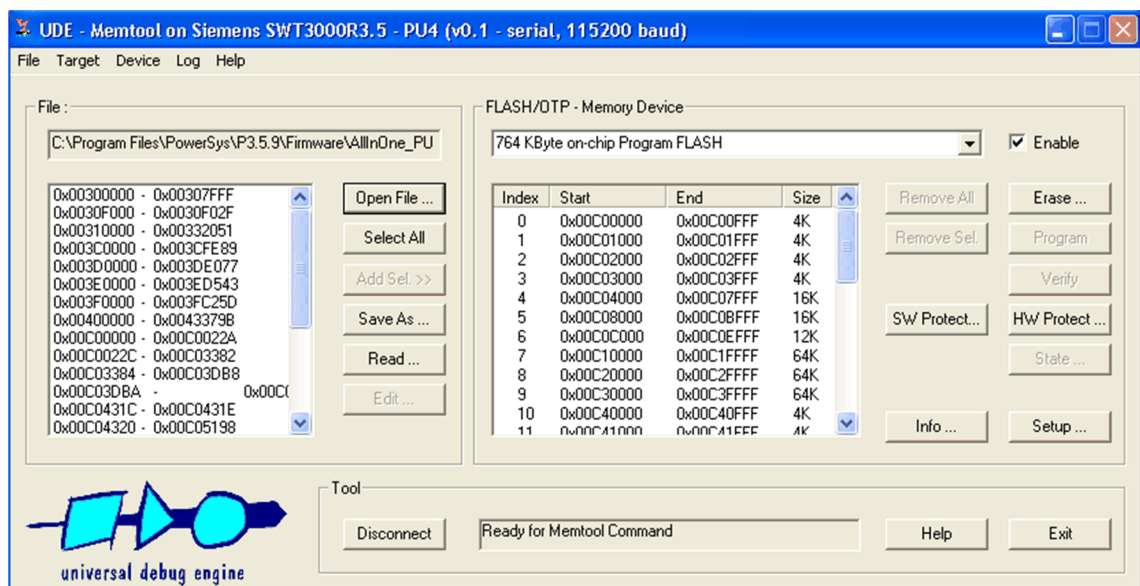 UDE - Memtool on Siemens SWT3000R3.5 - PU4 (v0.1 - serial, 115200 baud)
File Target Device Log Help
File :
C:\Program Files\PowerSys\P3.5.9\Firmware\AllInOne_PU
0x00300000 - 0x00307FFF
0x0030F000 - 0x0030F02F
0x00310000 - 0x00332051
0x003C0000 - 0x003CFE89
0x003D0000 - 0x003DE077
0x003E0000 - 0x003ED543
0x003F0000 - 0x003FC25D
0x00400000 - 0x0043379B
0x00C00000 - 0x00C0022A
0x00C0022C - 0x00C03382
0x00C03384 - 0x00C03DB8
0x00C03DBA - 0x00C0
0x00C0431C - 0x00C0431E
0x00C04320 - 0x00C05198
Open File ...
Select All
Add Sel. >>
Save As ...
Read ...
Edit ...
FLASH/OTP - Memory Device
764 KByte on-chip Program FLASH
Enable
Index Start End Size
0 0x00C00000 0x00C00FFF 4K
1 0x00C01000 0x00C01FFF 4K
2 0x00C02000 0x00C02FFF 4K
3 0x00C03000 0x00C03FFF 4K
4 0x00C04000 0x00C07FFF 16K
5 0x00C08000 0x00C0BFFF 16K
6 0x00C0C000 0x00C0EFFF 12K
7 0x00C10000 0x00C1FFFF 64K
8 0x00C20000 0x00C2FFFF 64K
9 0x00C30000 0x00C3FFFF 64K
10 0x00C40000 0x00C40FFF 4K
11 0x00C41000 0x00C41FFF 4K
Remove All
Erase ...
Remove Sel.
Program
Verify
SW Protect...
HW Protect ...
State ...
Info ...
Setup ...
universal debug engine
Tool
Disconnect
Ready for Memtool Command
Help
Exit